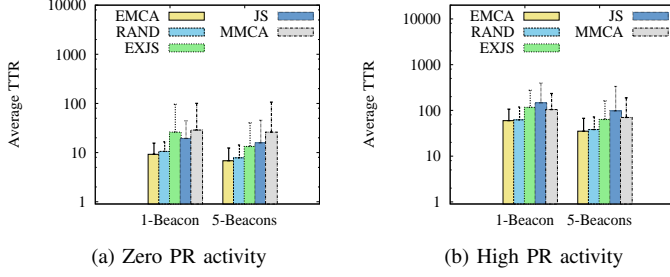 10000
1000
100
10
1
Average TTR
EMCA
RAND
EXJS
JS
MMCA
1-Beacon 5-Beacons
(a) Zero PR activity
10000
1000
100
10
1
Average TTR
EMCA
RAND
EXJS
JS
MMCA
1-Beacon 5-Beacons
(b) High PR activity